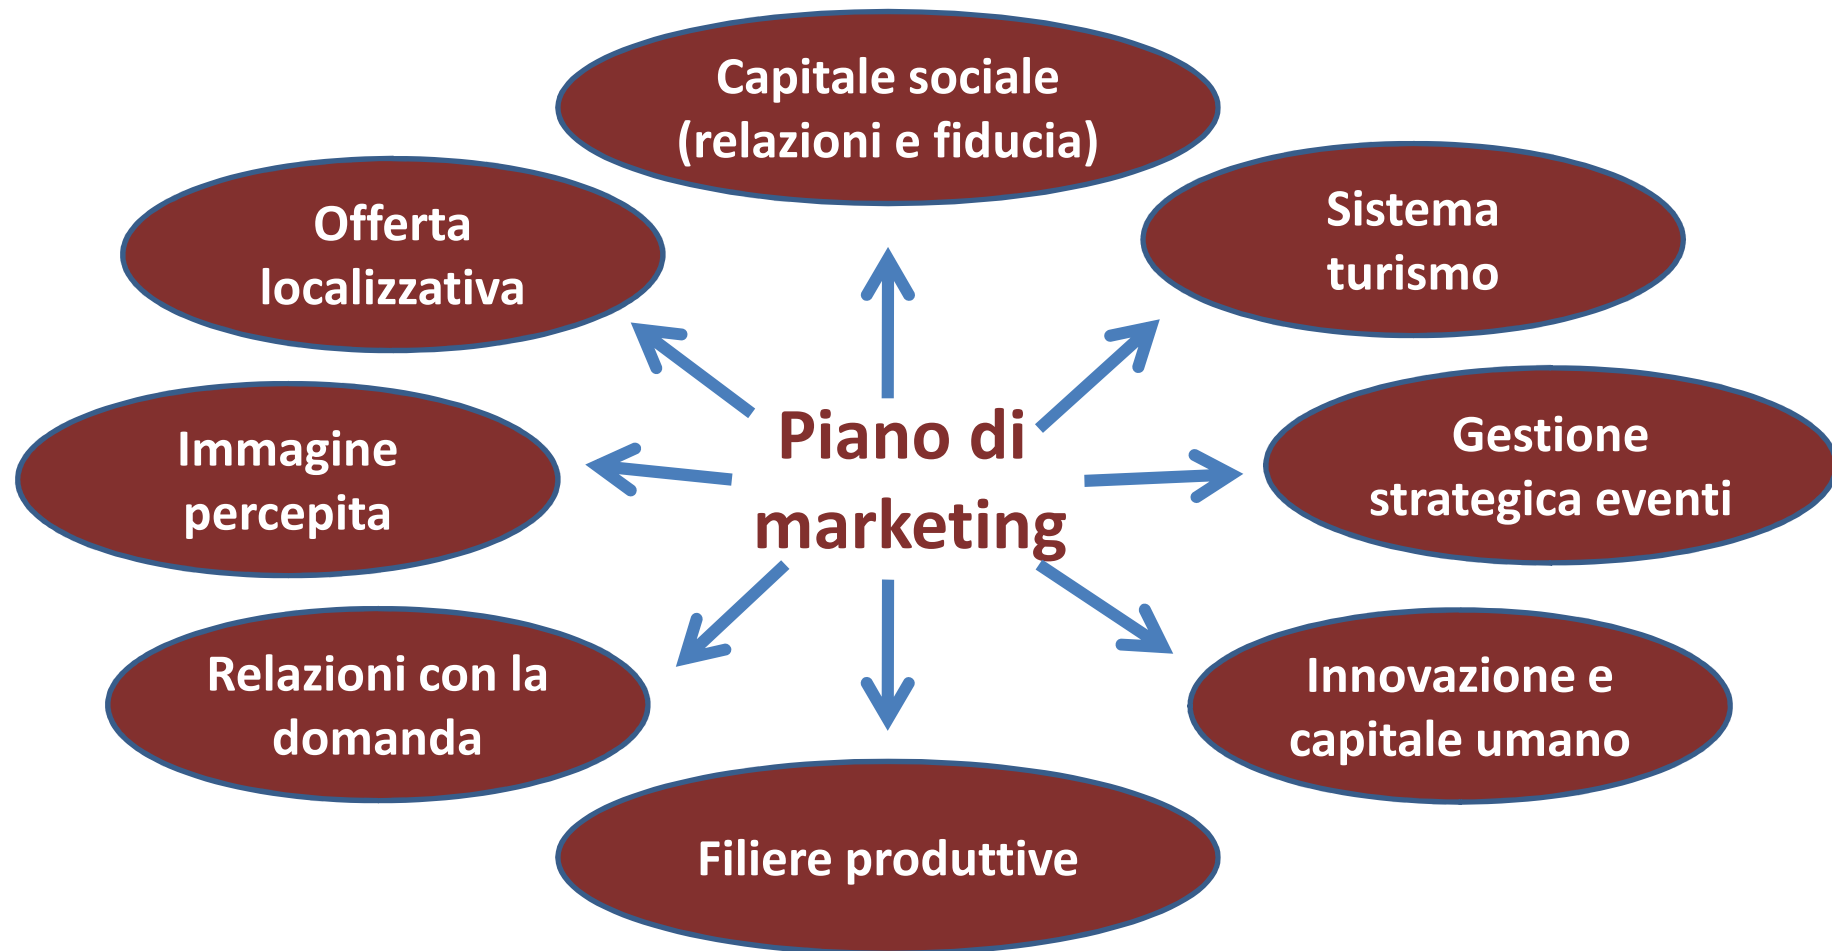 Capitale sociale
(relazioni e fiducia)
Offerta
localizzativa
Sistema
turismo
Immagine
percepita
Piano di
marketing
Gestione
strategica eventi
Relazioni con la
domanda
Innovazione e
capitale umano
Filiere produttive